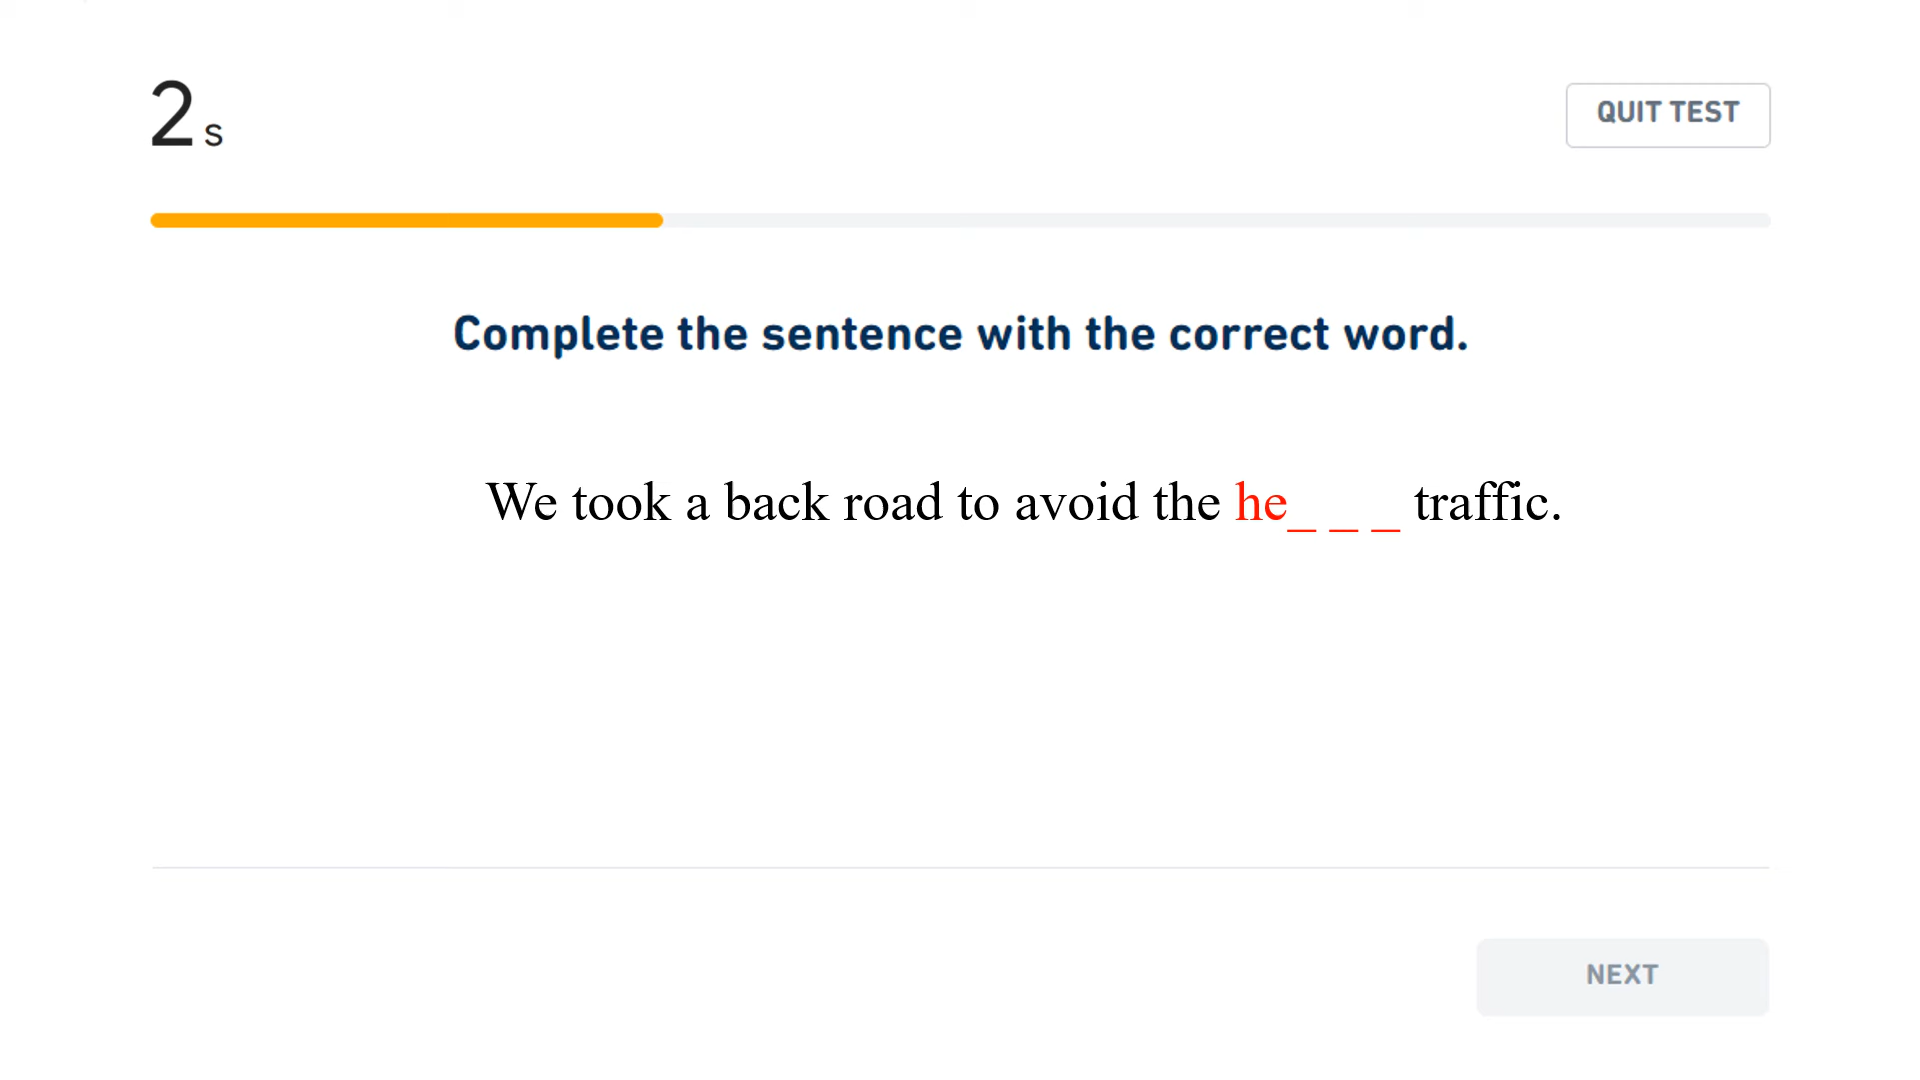 2 s
QUIT TEST
Complete the sentence with the correct word.
We took a back road to avoid the he_ _ _ traffic.
NEXT